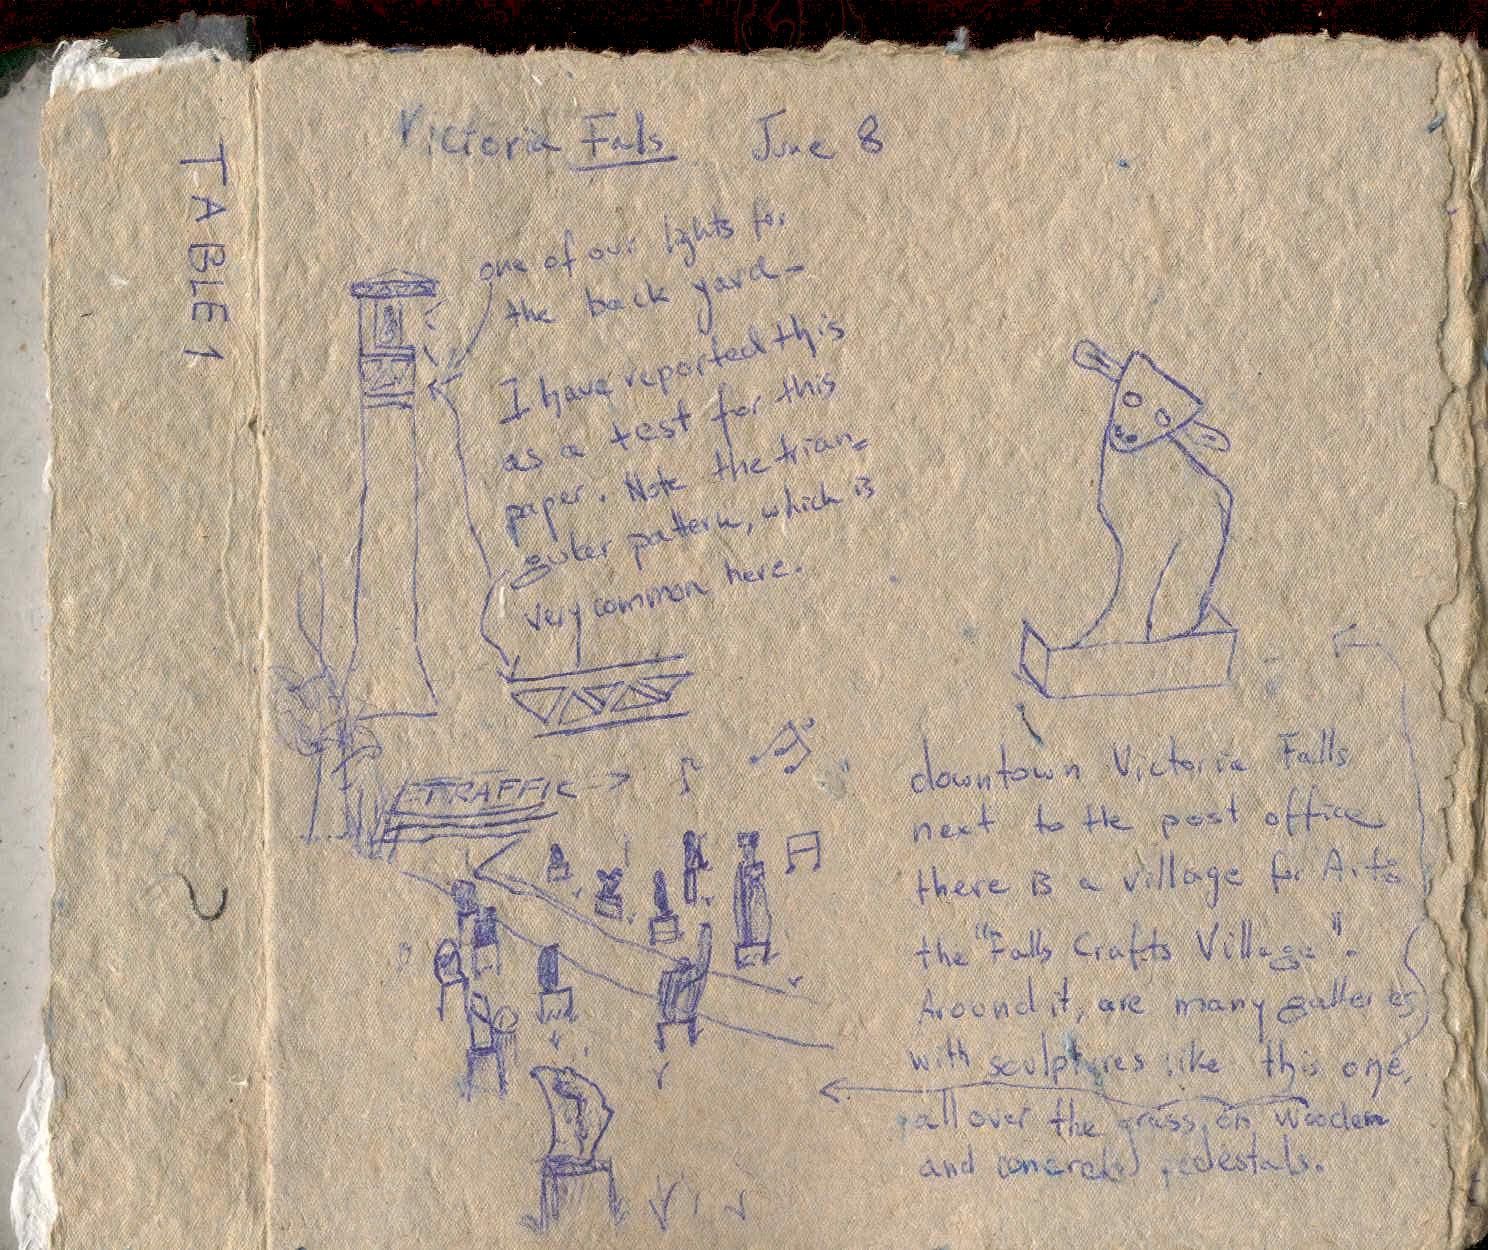 Victoria Falls June 8
TABLE 1
one of our lights for
the back yard-
I have reported this
as a test for this
paper. Note the trian=
guler pattern, which is
very common here.
TRAFFIC
downtown Victoria Falls
next to the post office
there is a village for Arts
the "Falls Crafts Village".
Around it, are many galleries
with sculptures like this one,
all over the grass, on wooden
and concrete pedestals.